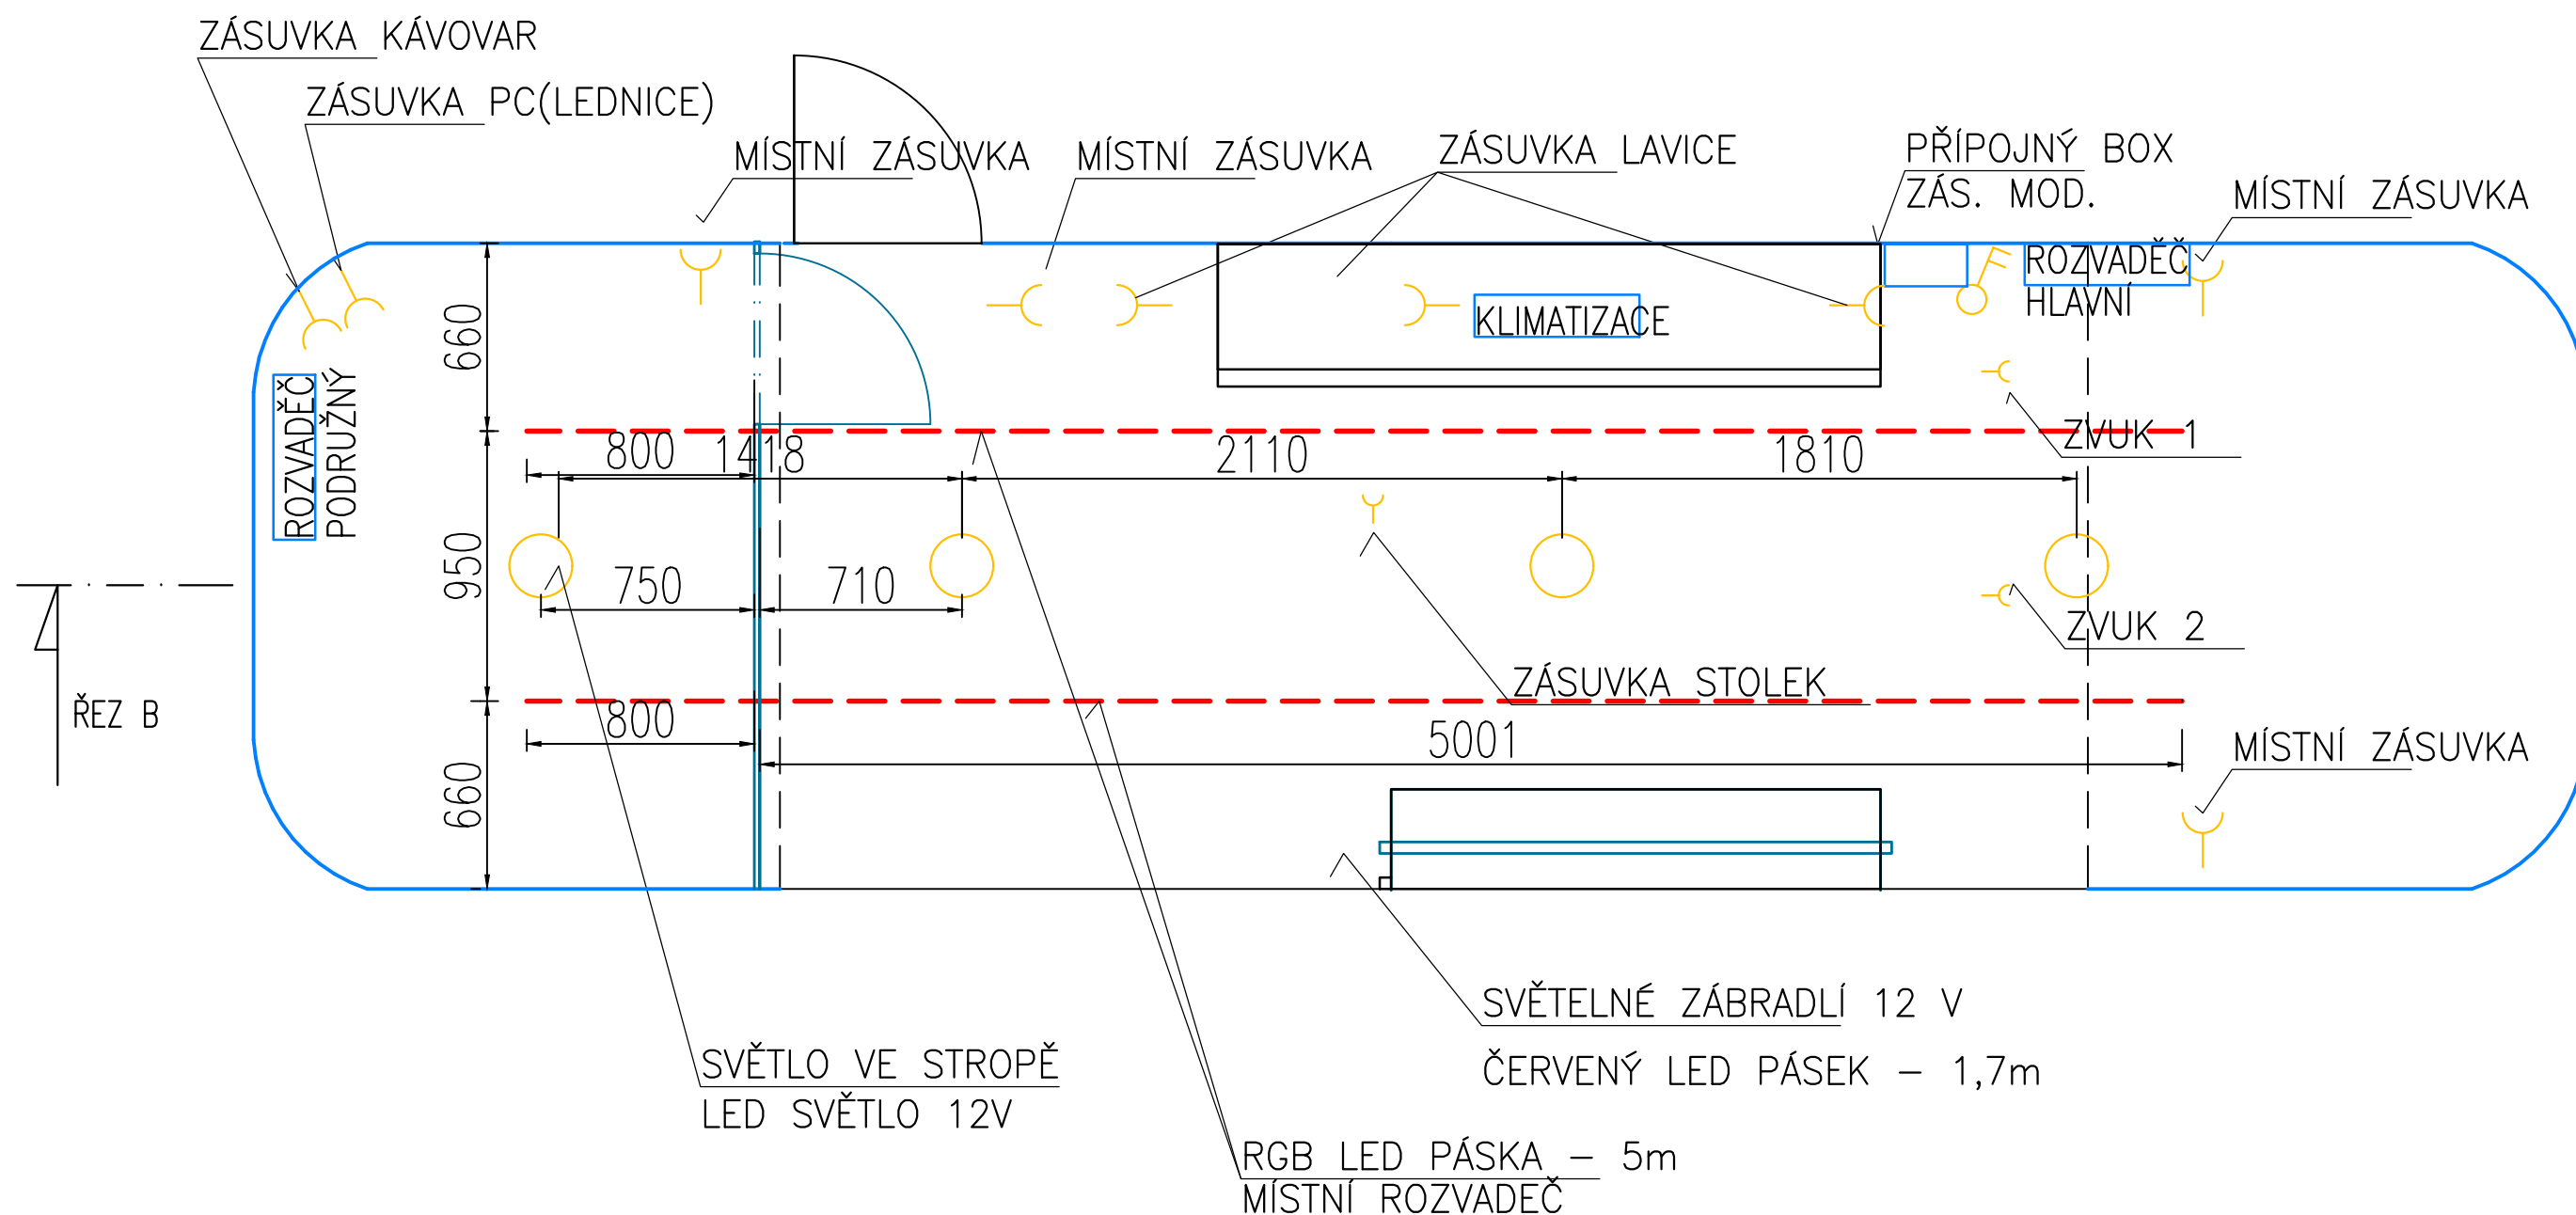 ZÁSUVKA KÁVOVAR
ZÁSUVKA PC(LEDNICE)
MÍSTNÍ ZÁSUVKA
MÍSTNÍ ZÁSUVKA
ZÁSUVKA LAVICE
PŘÍPOJNÝ BOX
ZÁS. MOD.
MÍSTNÍ ZÁSUVKA
ROZVADĚČ
HLAVNÍ
KLIMATIZACE
660
ROZVADĚČ
PODRUŽNÝ
800
1418
2110
1810
ZVUK 1
950
750
710
ZVUK 2
ŘEZ B
ZÁSUVKA STOLEK
800
5001
MÍSTNÍ ZÁSUVKA
660
SVĚTELNÉ ZÁBRADLÍ 12 V
ČERVENÝ LED PÁSEK – 1,7m
SVĚTLO VE STROPĚ
LED SVĚTLO 12V
RGB LED PÁSKA – 5m
MÍSTNÍ ROZVADEČ